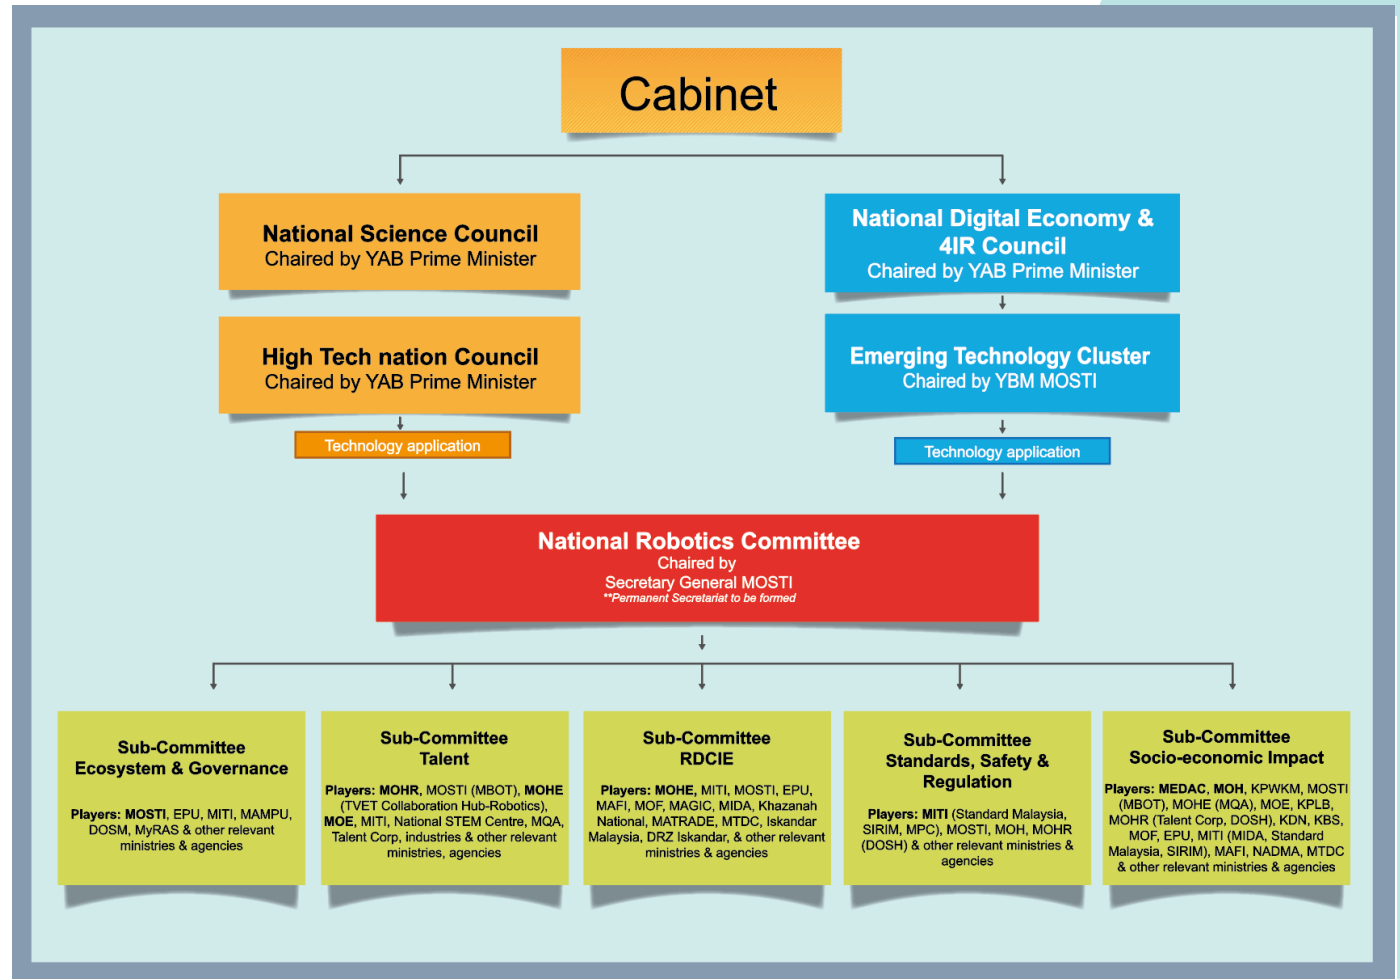 Cabinet
National Science Council
Chaired by YAB Prime Minister
National Digital Economy &
4IR Council
Chaired by YAB Prime Minister
High Tech nation Council
Chaired by YAB Prime Minister
Emerging Technology Cluster
Chaired by YBM MOSTI
Technology application
Technology application
National Robotics Committee
Chaired by
Secretary General MOSTI
**Permanent Secretariat to be formed
Sub-Committee
Ecosystem & Governance
Players: MOSTI, EPU, MITI, MAMPU,
DOSM, MyRAS & other relevant
ministries & agencies
Sub-Committee
Talent
Players: MOHR, MOSTI (MBOT), MOHE
(TVET Collaboration Hub-Robotics),
MOE, MITI, National STEM Centre, MQA,
Talent Corp, industries & other relevant
ministries, agencies
Sub-Committee
RDCIE
Players: MOHE, MITI, MOSTI, EPU,
MAFI, MOF, MAGIC, MIDA, Khazanah
National, MATRADE, MTDC, Iskandar
Malaysia, DRZ Iskandar, & other relevant
ministries & agencies
Sub-Committee
Standards, Safety &
Regulation
Players: MITI (Standard Malaysia,
SIRIM, MPC), MOSTI, MOH, MOHR
(DOSH) & other relevant ministries &
agencies
Sub-Committee
Socio-economic Impact
Players: MEDAC, MOH, KPWKM, MOSTI
(MBOT), MOHE (MQA), MOE, KPLB,
MOHR (Talent Corp, DOSH), KDN, KBS,
MOF, EPU, MITI (MIDA, Standard
Malaysia, SIRIM), MAFI, NADMA, MTDC
& other relevant ministries & agencies